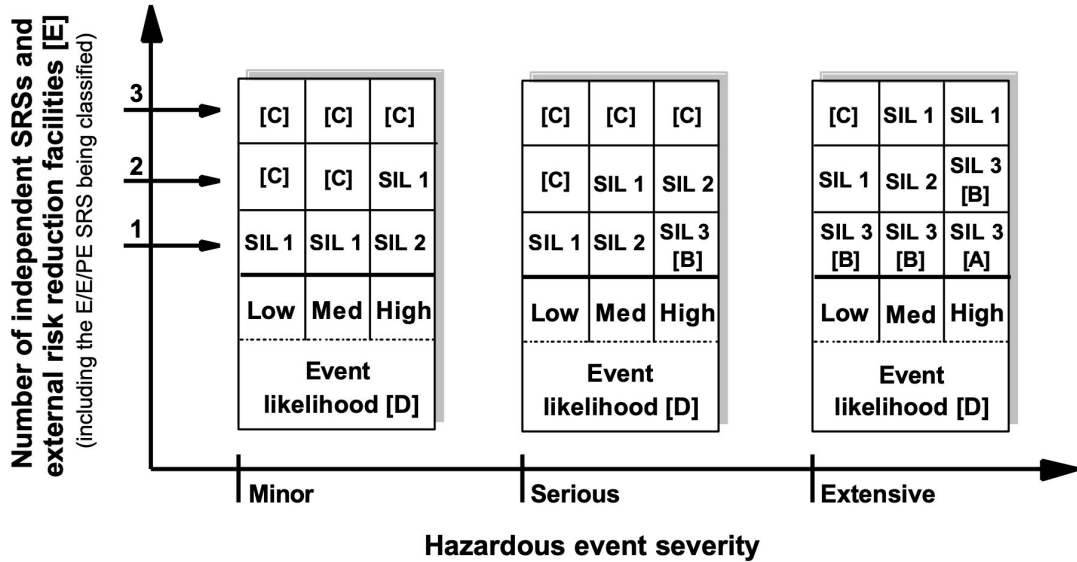 Number of independent SRSs and
external risk reduction facilities [E]
(including the E/E/PE SRS being classified)
3
2
1
[C] [C] [C]
[C] [C] SIL 1
SIL 1 SIL 1 SIL 2
Low Med High
Event
likelihood [D]
[C] [C] [C]
[C] SIL 1 SIL 2
SIL 1 SIL 2 SIL 3
[B]
Low Med High
Event
likelihood [D]
[C] SIL 1 SIL 1
SIL 1 SIL 2 SIL 3
[B]
SIL 3 SIL 3 SIL 3
[B] [B] [A]
Low Med High
Event
likelihood [D]
Minor Serious Extensive
Hazardous event severity